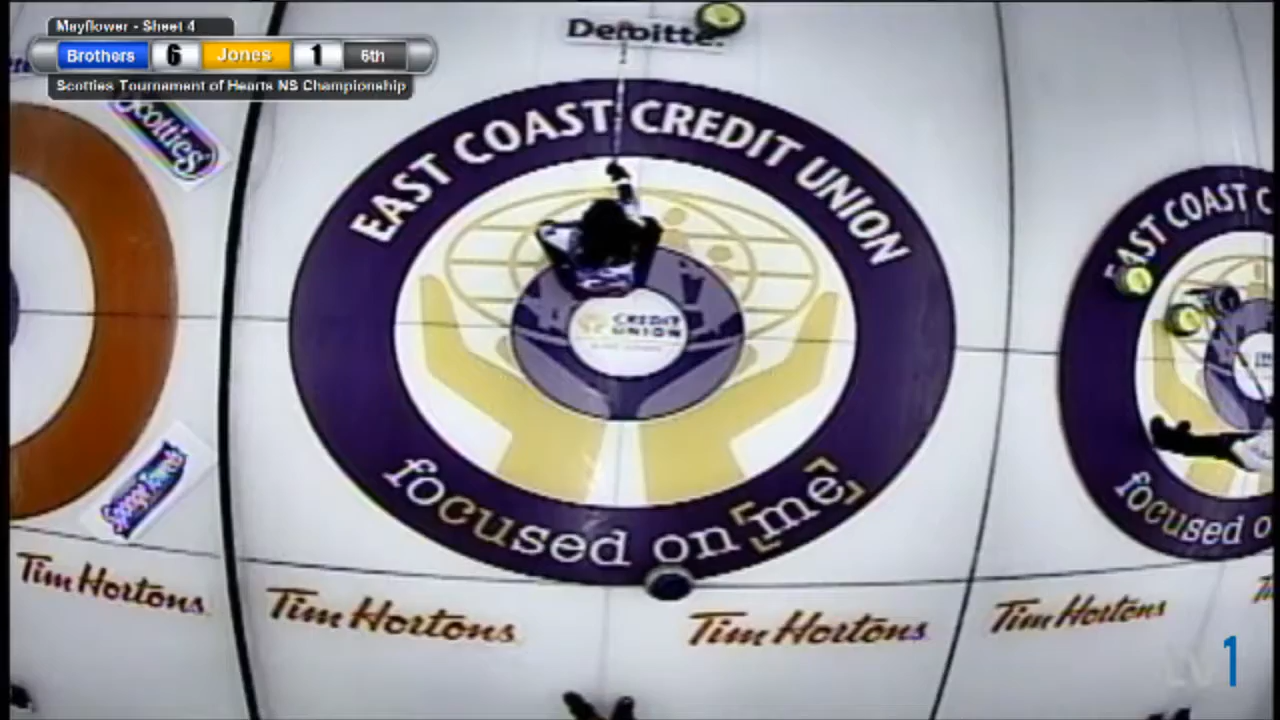 Mayflower - Sheet 4
Brothers 6 Jones 1 6th
Scotties Tournament of Hearts NS Championship
Deloitte.
Scotties
EAST COAST CREDIT UNION
EAST COAST C
CREDIT
UNION
focused on [me]
focused o
SpongeTowels
Tim Hortons
Tim Hortons
Tim Hortons
Tim Hortons
1